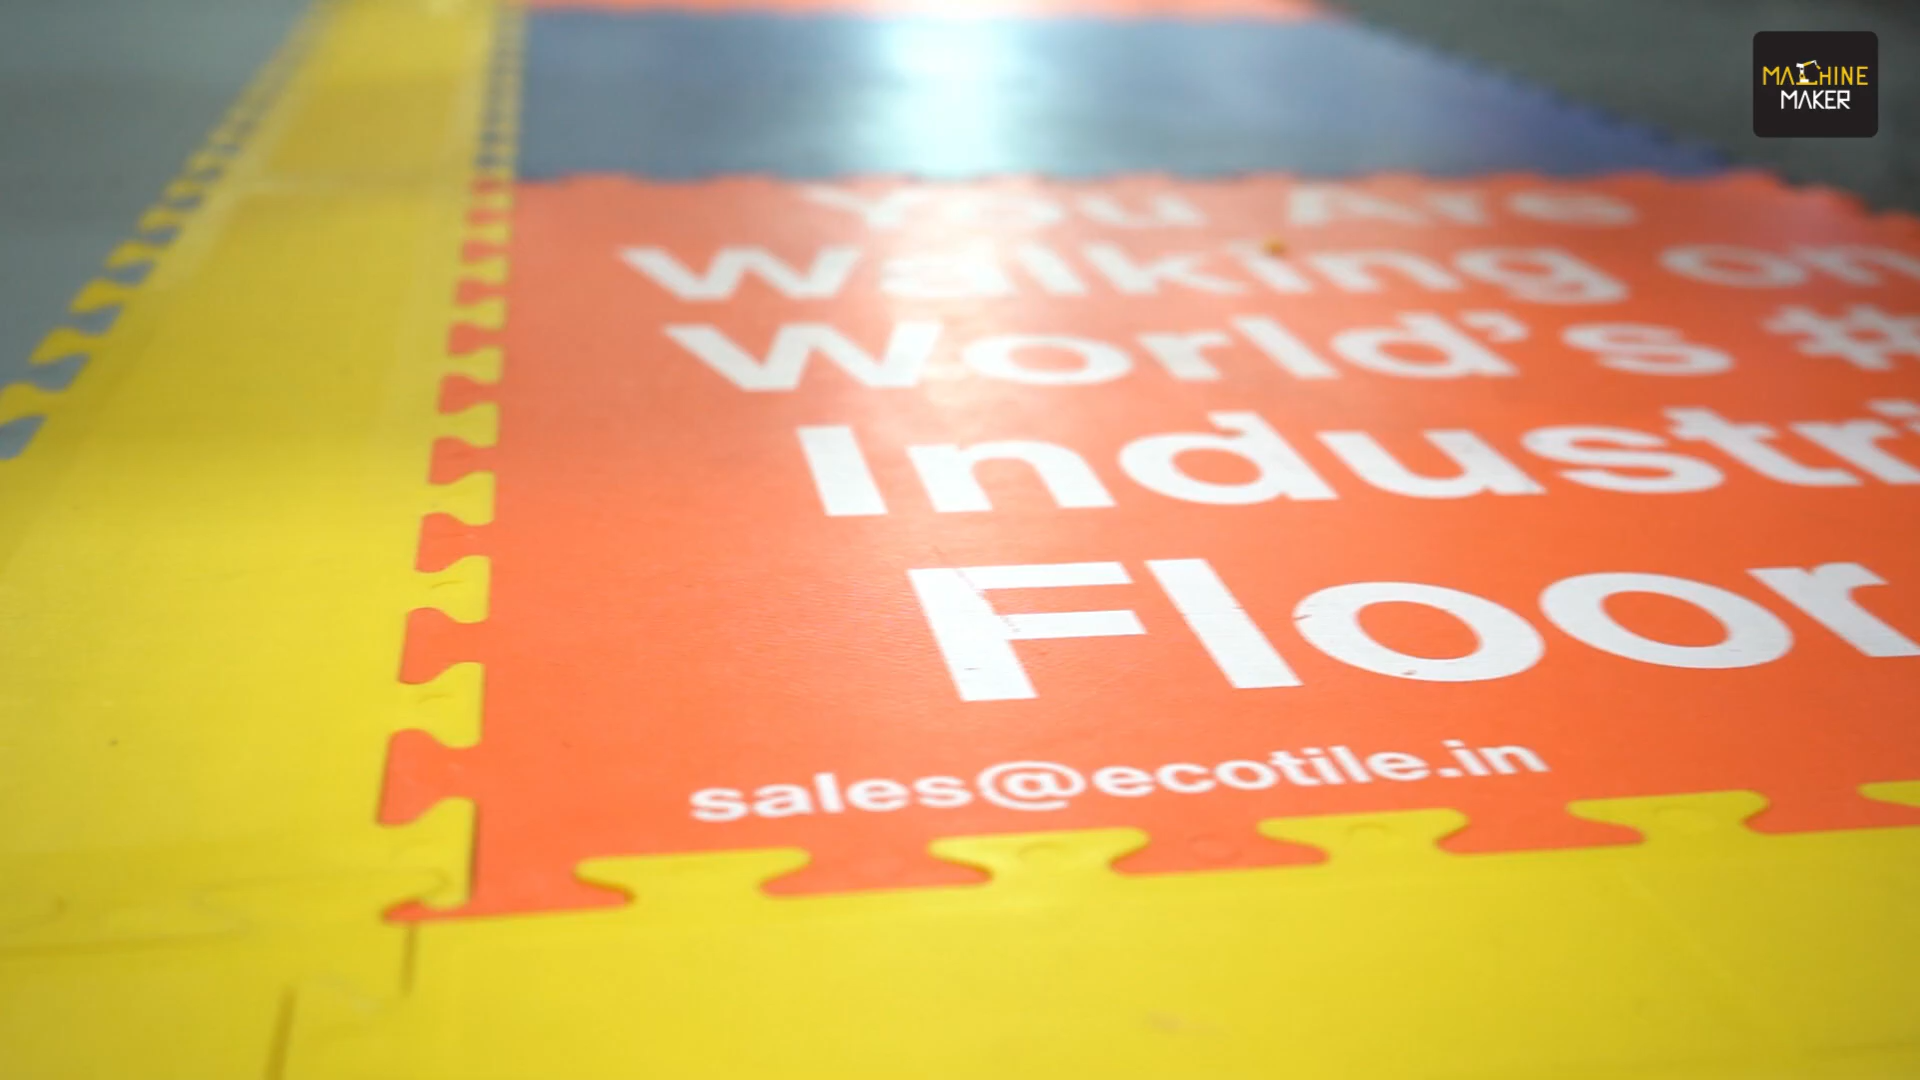 MACHINE
MAKER
You Are
Walking on
World's #
Industri
Floor
sales@ecotile.in